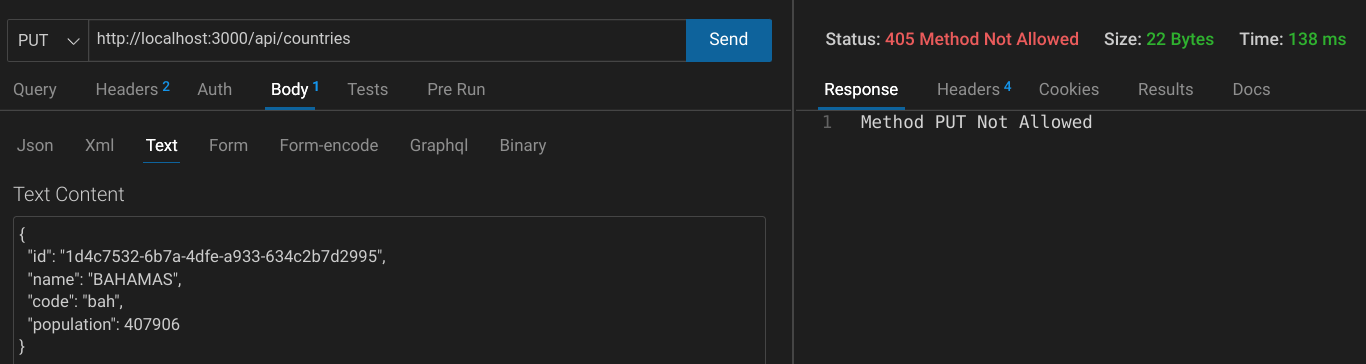 PUT http://localhost:3000/api/countries Send
Query Headers 2 Auth Body 1 Tests Pre Run
Json Xml Text Form Form-encode Graphql Binary
Text Content
{
"id": "1d4c7532-6b7a-4dfe-a933-634c2b7d2995",
"name": "BAHAMAS",
"code": "bah",
"population": 407906
}
Status: 405 Method Not Allowed Size: 22 Bytes Time: 138 ms
Response Headers 4 Cookies Results Docs
1 Method PUT Not Allowed